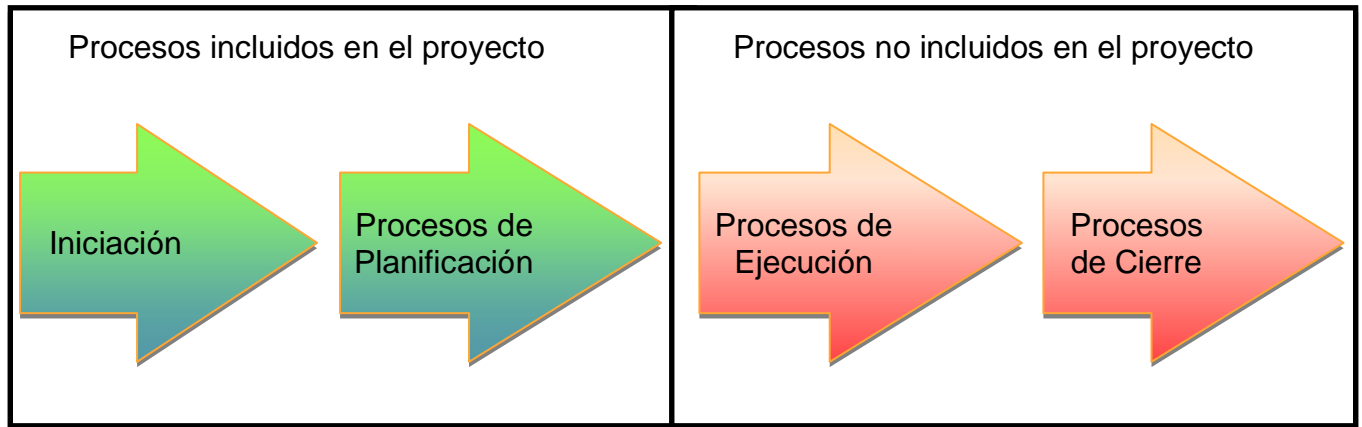 Procesos incluidos en el proyecto
Iniciación
Procesos de
Planificación
Procesos no incluidos en el proyecto
Procesos de
Ejecución
Procesos
de Cierre